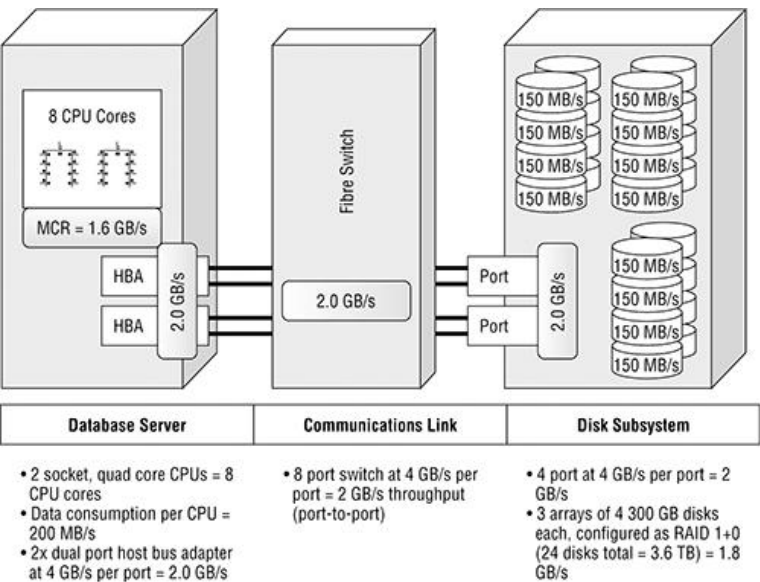 8 CPU Cores
MCR = 1.6 GB/s
HBA
HBA
2.0 GB/s
Fibre Switch
2.0 GB/s
Port
Port
2.0 GB/s
150 MB/s
150 MB/s
150 MB/s
150 MB/s
150 MB/s
150 MB/s
150 MB/s
150 MB/s
150 MB/s
150 MB/s
150 MB/s
150 MB/s
Database Server
Communications Link
Disk Subsystem
• 2 socket, quad core CPUs = 8
CPU cores
• Data consumption per CPU =
200 MB/s
• 2x dual port host bus adapter
at 4 GB/s per port = 2.0 GB/s
• 8 port switch at 4 GB/s per
port = 2 GB/s throughput
(port-to-port)
• 4 port at 4 GB/s per port = 2
GB/s
• 3 arrays of 4 300 GB disks
each, configured as RAID 1+0
(24 disks total = 3.6 TB) = 1.8
GB/s